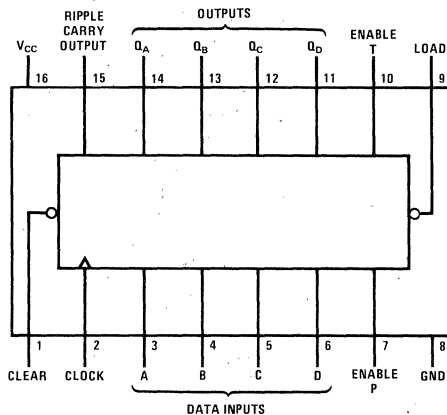 RIPPLE
CARRY
OUTPUT
OUTPUTS
VCC
QA
QB
QC
QD
ENABLE
T
LOAD
16
15
14
13
12
11
10
9
1
2
3
4
5
6
7
8
CLEAR
CLOCK
A
B
C
D
ENABLE
P
GND
DATA INPUTS